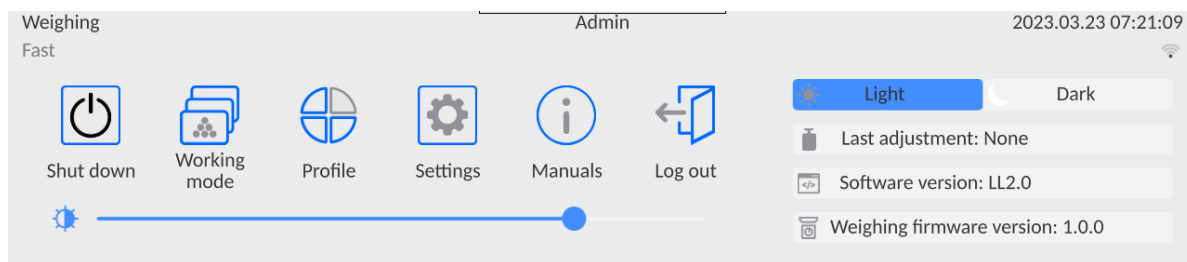 Weighing
Admin
2023.03.23 07:21:09
Fast
Shut down
Working
mode
Profile
Settings
Manuals
Log out
Light
Dark
Last adjustment: None
Software version: LL2.0
Weighing firmware version: 1.0.0